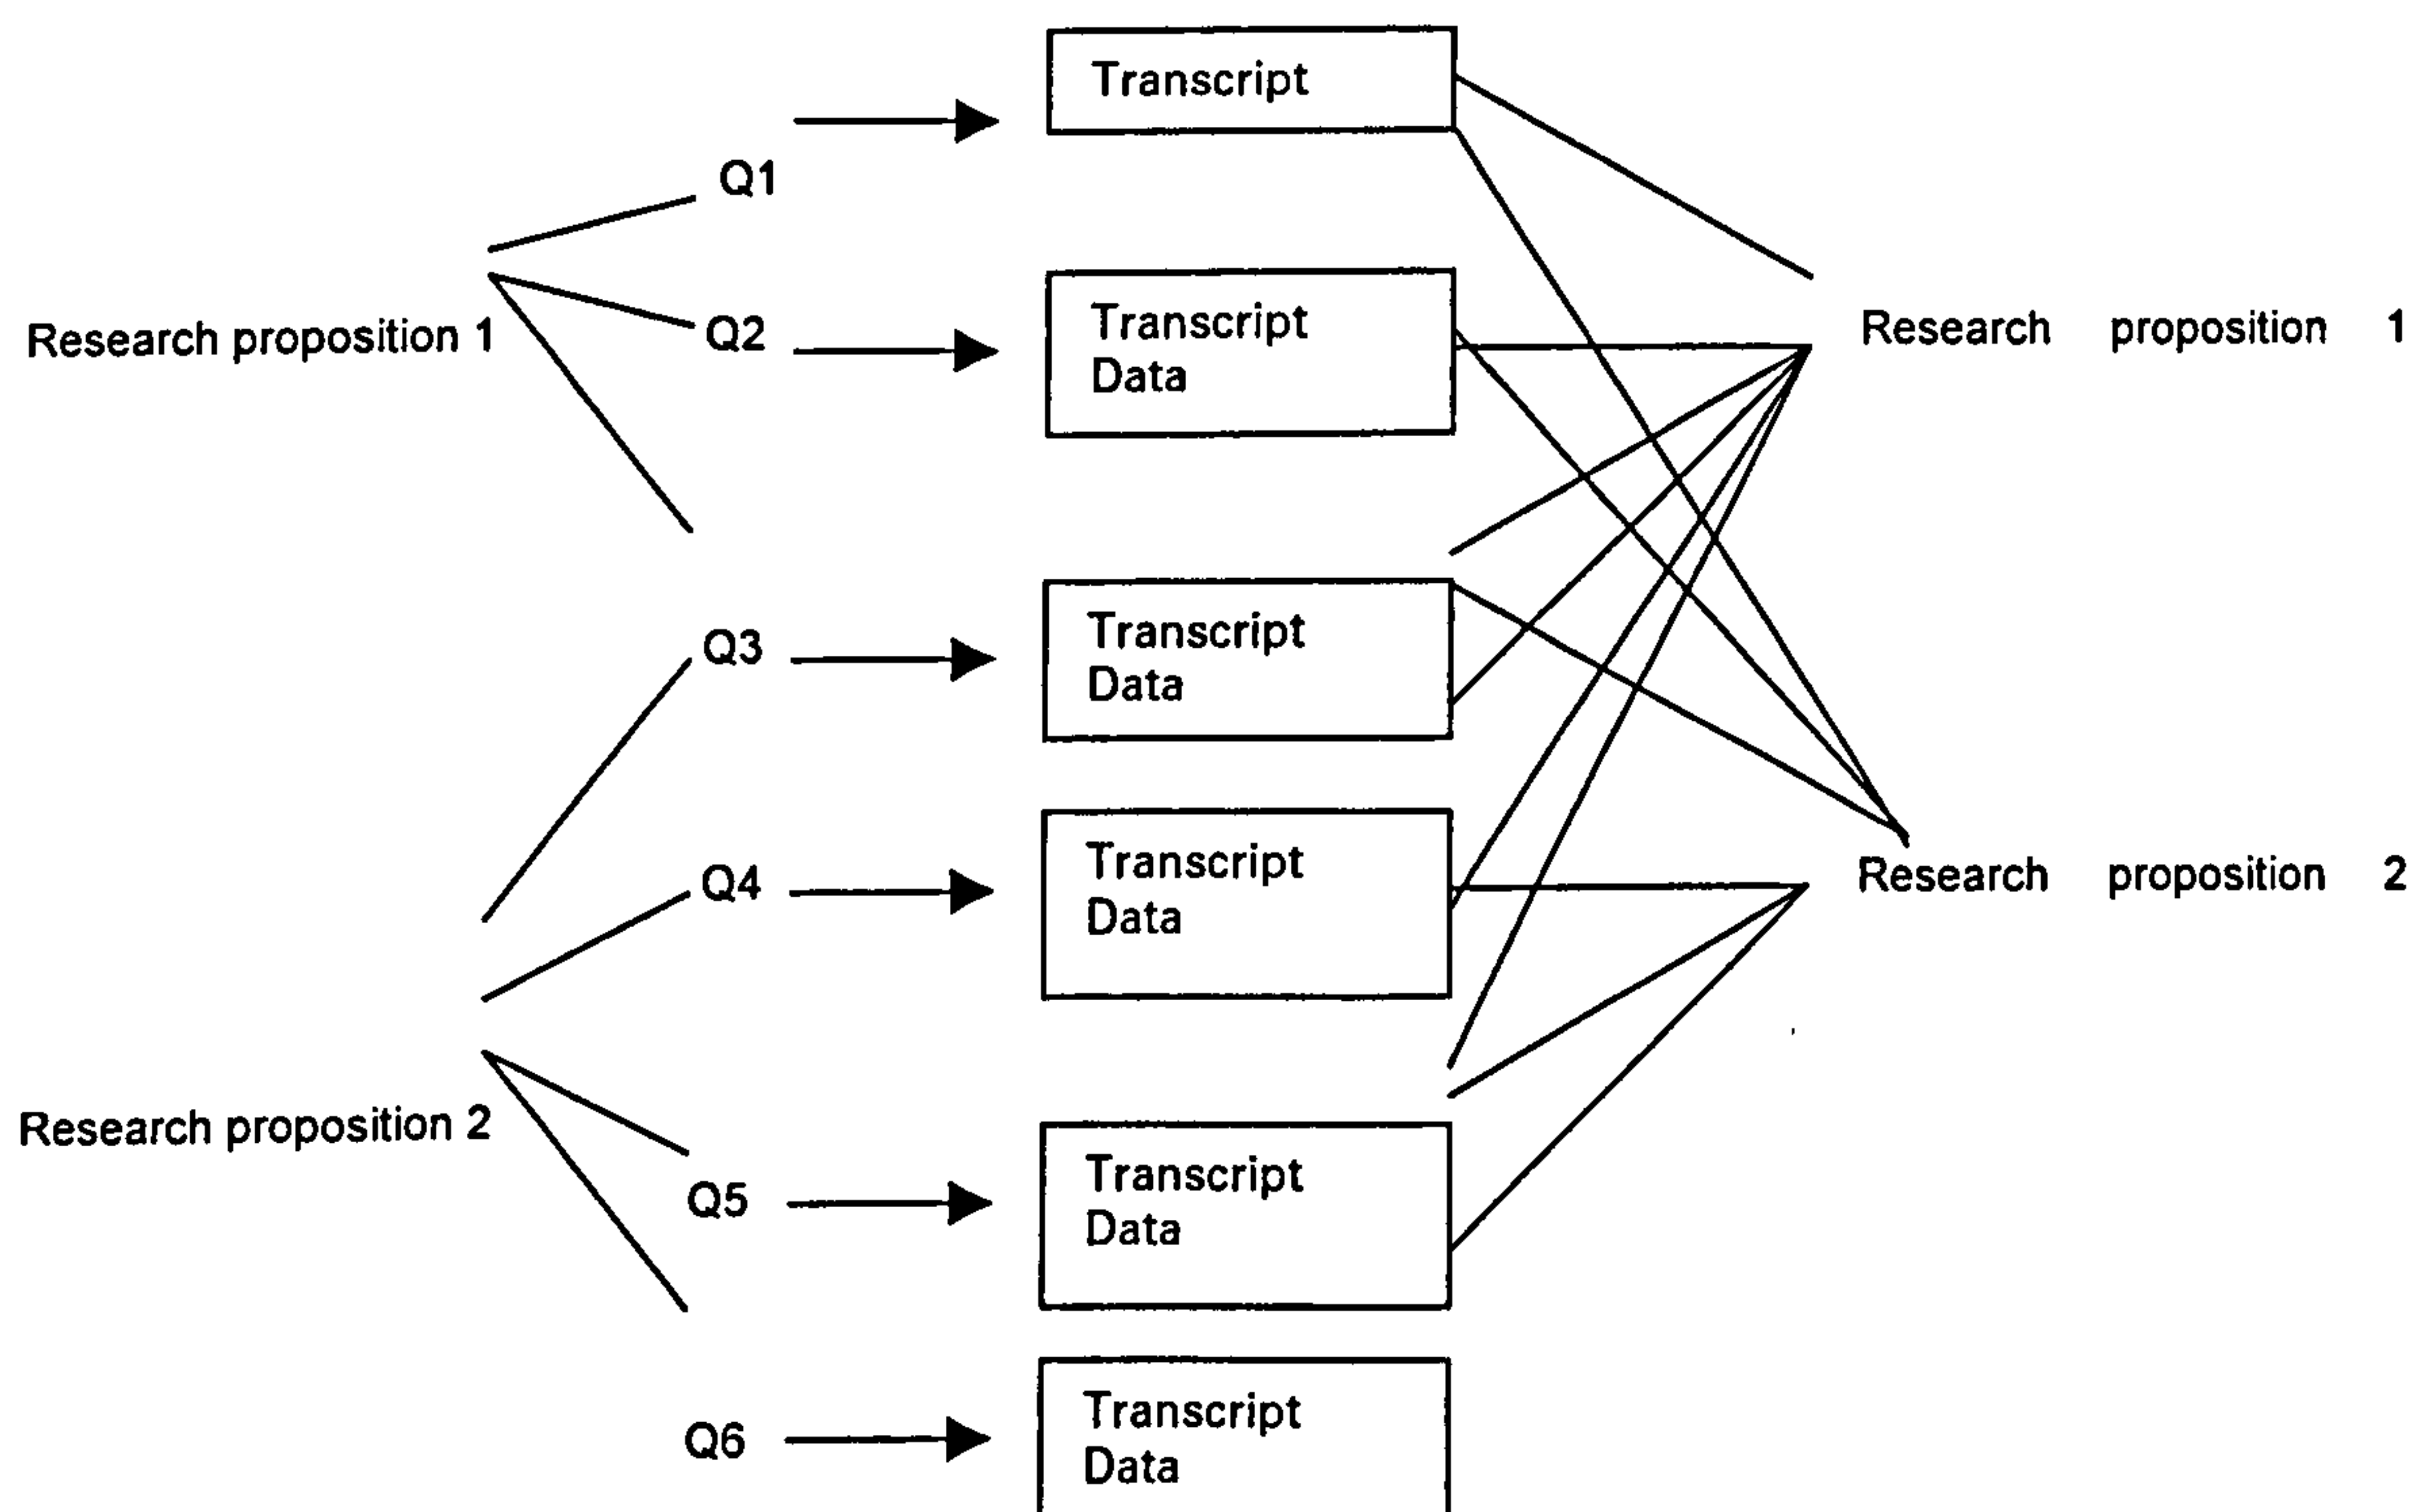 Transcript
Q1
Transcript
Data
Research proposition 1
Q2
Research proposition 1
Transcript
Data
Q3
Transcript
Data
Q4
Research proposition 2
Research proposition 2
Transcript
Data
Q5
Transcript
Data
Q6